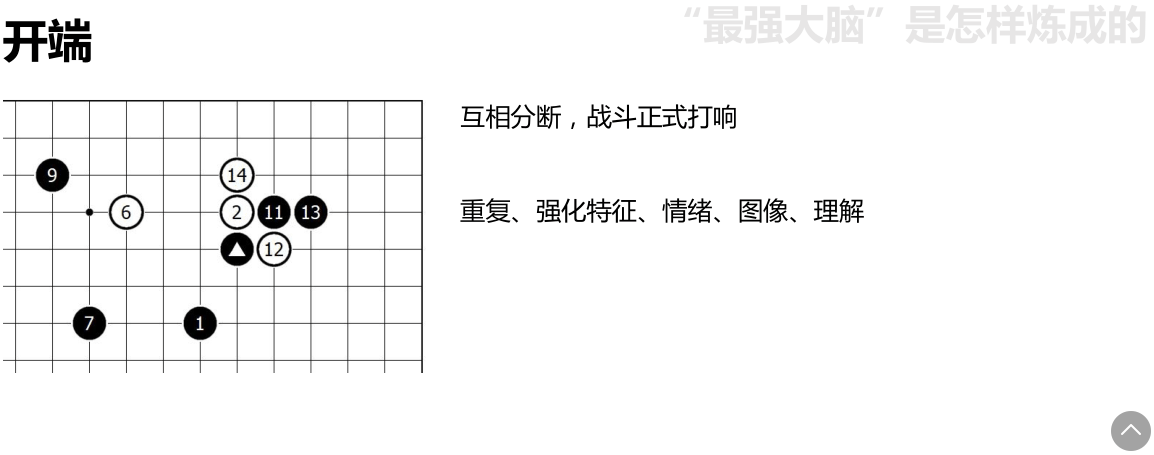 “最强大脑”是怎样炼成的
开端
互相分断，战斗正式打响
重复、强化特征、情绪、图像、理解
9
14
6
2
11
13
12
7
1